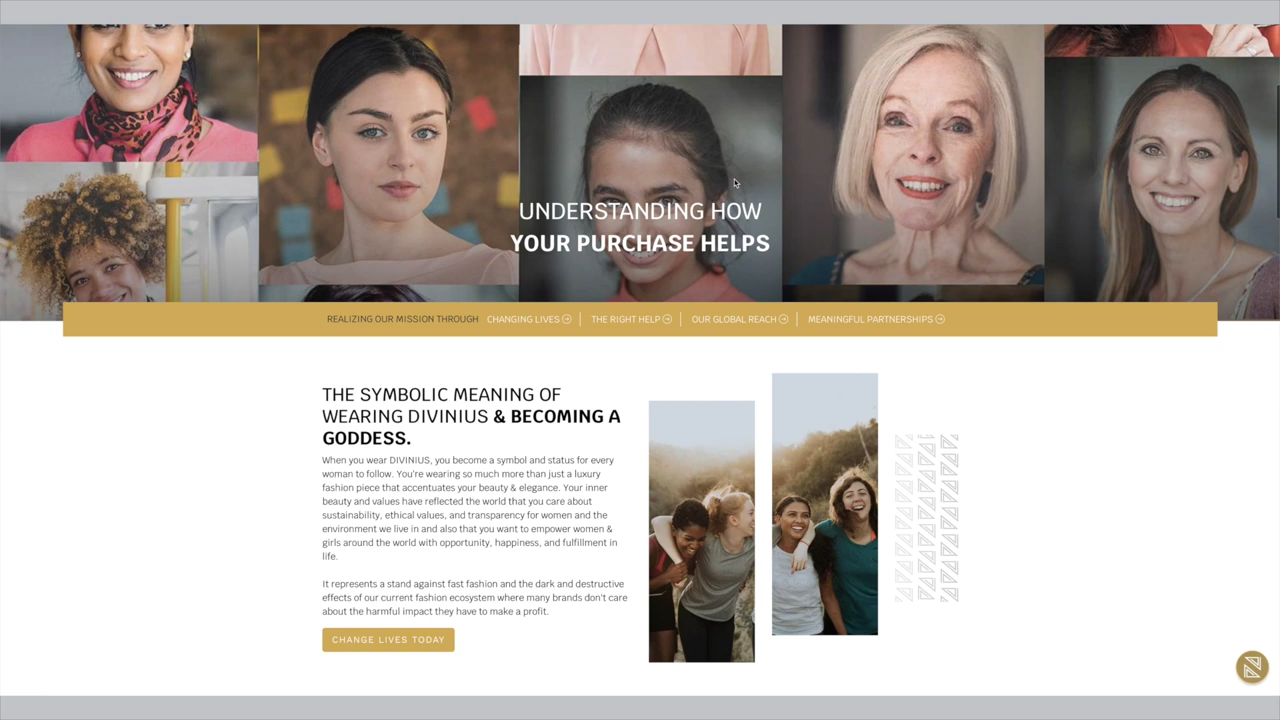 UNDERSTANDING HOW
YOUR PURCHASE HELPS
REALIZING OUR MISSION THROUGH CHANGING LIVES THE RIGHT HELP OUR GLOBAL REACH MEANINGFUL PARTNERSHIPS
THE SYMBOLIC MEANING OF
WEARING DIVINIUS & BECOMING A
GODDESS.
When you wear DIVINIUS, you become a symbol and status for every
woman to follow. You're wearing so much more than just a luxury
fashion piece that accentuates your beauty & elegance. Your inner
beauty and values have reflected the world that you care about
sustainability, ethical values, and transparency for women and the
environment we live in and also that you want to empower women &
girls around the world with opportunity, happiness, and fulfillment in
life.
It represents a stand against fast fashion and the dark and destructive
effects of our current fashion ecosystem where many brands don't care
about the harmful impact they have to make a profit.
CHANGE LIVES TODAY